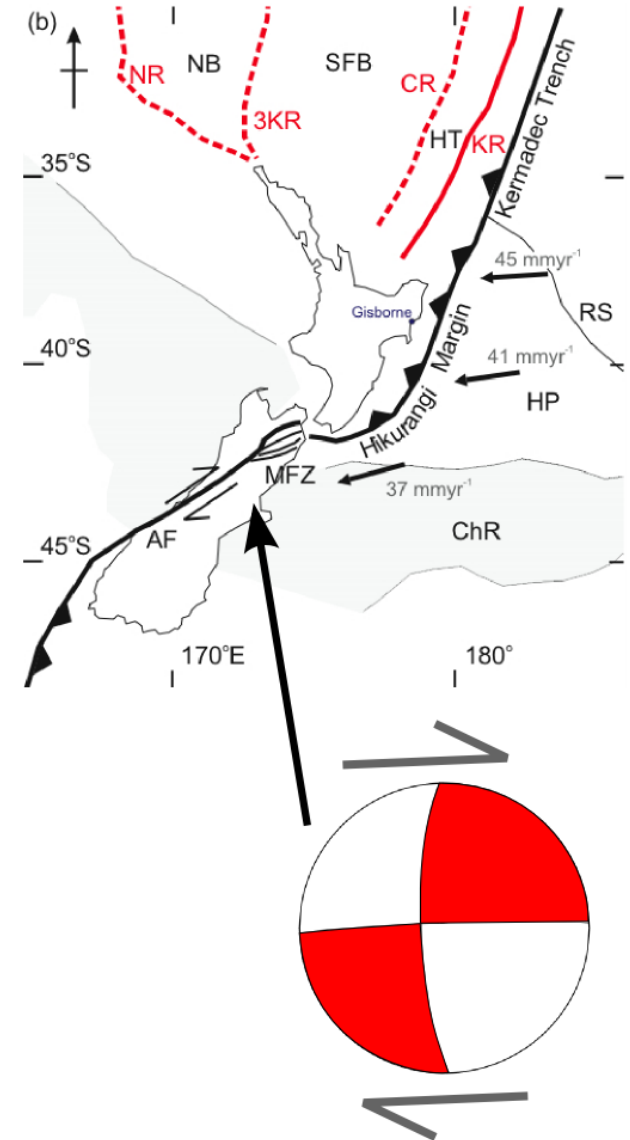 (b)
NR
NB
SFB
CR
3KR
HT
KR
Kermadec Trench
35°S
45 mmyr⁻¹
Gisborne
RS
40°S
41 mmyr⁻¹
Hikurangi Margin
HP
MFZ
37 mmyr⁻¹
AF
ChR
45°S
170°E
180°